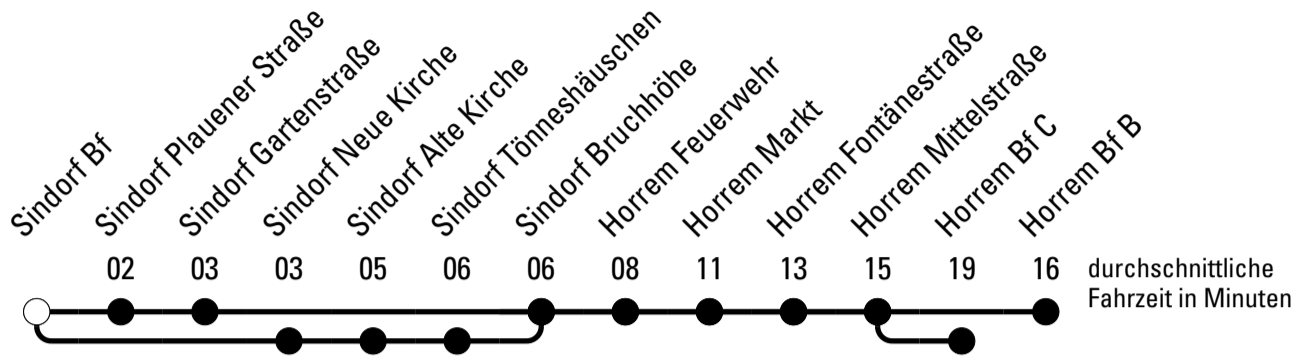 Sindorf Bf
Sindorf Plauener Straße
Sindorf Gartenstraße
Sindorf Neue Kirche
Sindorf Alte Kirche
Sindorf Tönneshäuschen
Sindorf Bruchhöhe
Horrem Feuerwehr
Horrem Markt
Horrem Fontänestraße
Horrem Mittelstraße
Horrem Bf C
Horrem Bf B
02 03 03 05 06 06 08 11 13 15 19 16
durchschnittliche
Fahrzeit in Minuten